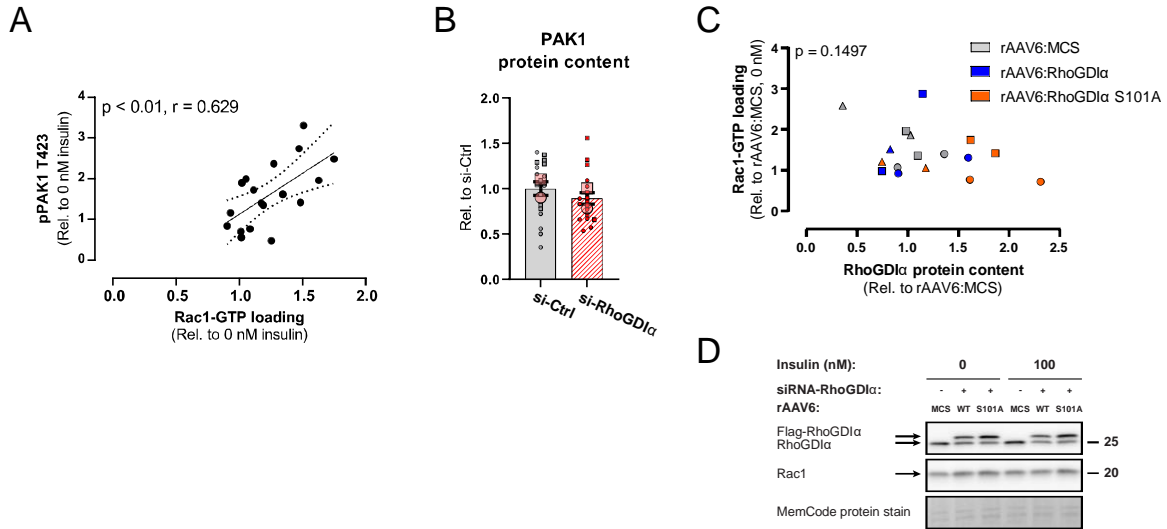 A
p < 0.01, r = 0.629
pPAK1 T423
(Rel. to 0 nM insulin)
4
3
2
1
0
0.0 0.5 1.0 1.5 2.0
Rac1-GTP loading
(Rel. to 0 nM insulin)
B
PAK1
protein content
Rel. to si-Ctrl
2.0
1.5
1.0
0.5
0.0
si-Ctrl
si-RhoGDIα
C
p = 0.1497
Rac1-GTP loading
(Rel. to rAAV6:MCS, 0 nM)
4
3
2
1
0
0.0 0.5 1.0 1.5 2.0 2.5
RhoGDIα protein content
(Rel. to rAAV6:MCS)
rAAV6:MCS
rAAV6:RhoGDIα
rAAV6:RhoGDIα S101A
D
Insulin (nM): 0 100
siRNA-RhoGDIα: - + + - + +
rAAV6: MCS WT S101A MCS WT S101A
Flag-RhoGDIα
RhoGDIα 25
Rac1 20
MemCode protein stain